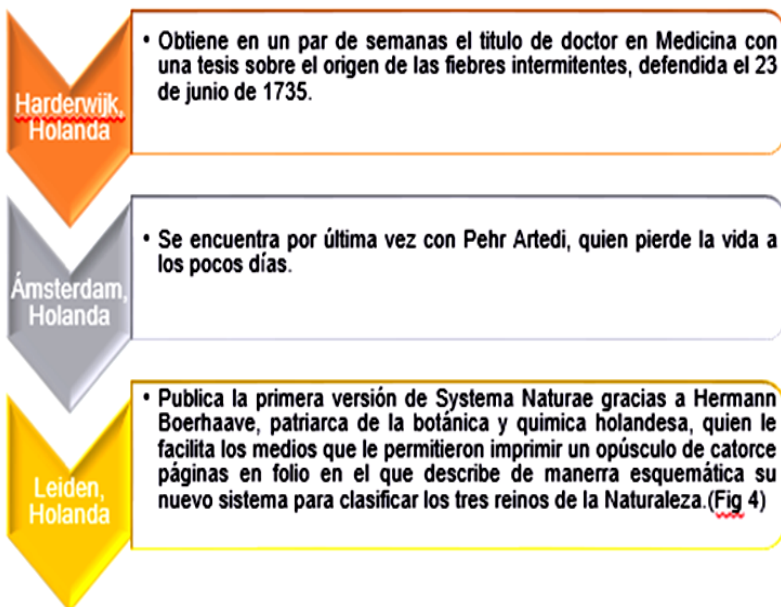 Harderwijk,
Holanda
• Obtiene en un par de semanas el titulo de doctor en Medicina con
una tesis sobre el origen de las fiebres intermitentes, defendida el 23
de junio de 1735.
Ámsterdam,
Holanda
• Se encuentra por última vez con Pehr Artedi, quien pierde la vida a
los pocos días.
Leiden,
Holanda
• Publica la primera versión de Systema Naturae gracias a Hermann
Boerhaave, patriarca de la botánica y quimica holandesa, quien le
facilita los medios que le permitieron imprimir un opúsculo de catorce
páginas en folio en el que describe de manerra esquemática su
nuevo sistema para clasificar los tres reinos de la Naturaleza.(Fig 4)